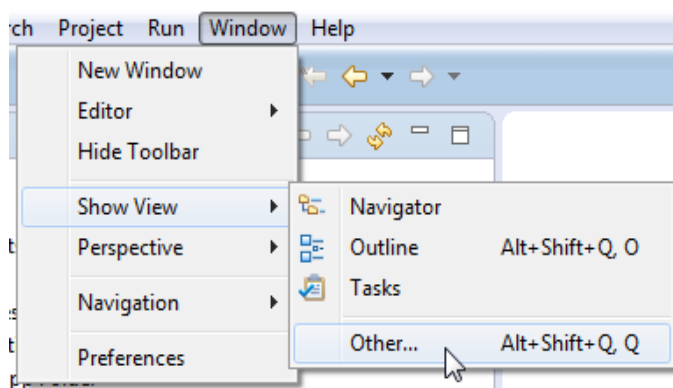 ch Project Run Window Help
New Window
Editor
Hide Toolbar
Show View
Navigator
Perspective
Outline Alt+Shift+Q, O
Tasks
Navigation
Other... Alt+Shift+Q, Q
Preferences